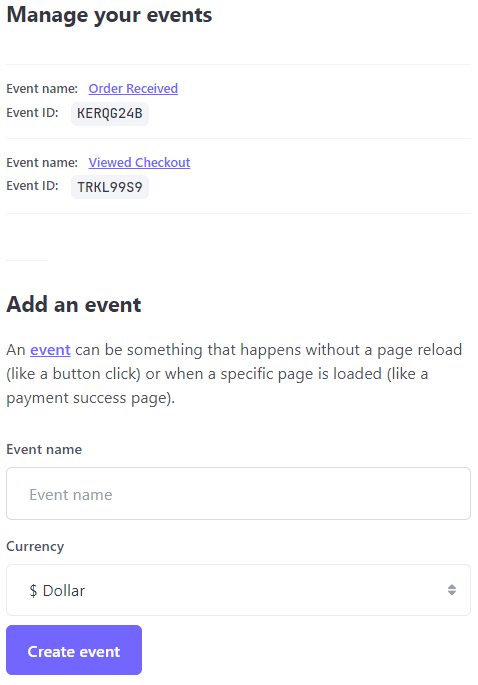 Manage your events
Event name: Order Received
Event ID: KERQG24B
Event name: Viewed Checkout
Event ID: TRKL99S9
Add an event
An event can be something that happens without a page reload
(like a button click) or when a specific page is loaded (like a
payment success page).
Event name
Event name
Currency
$ Dollar
Create event